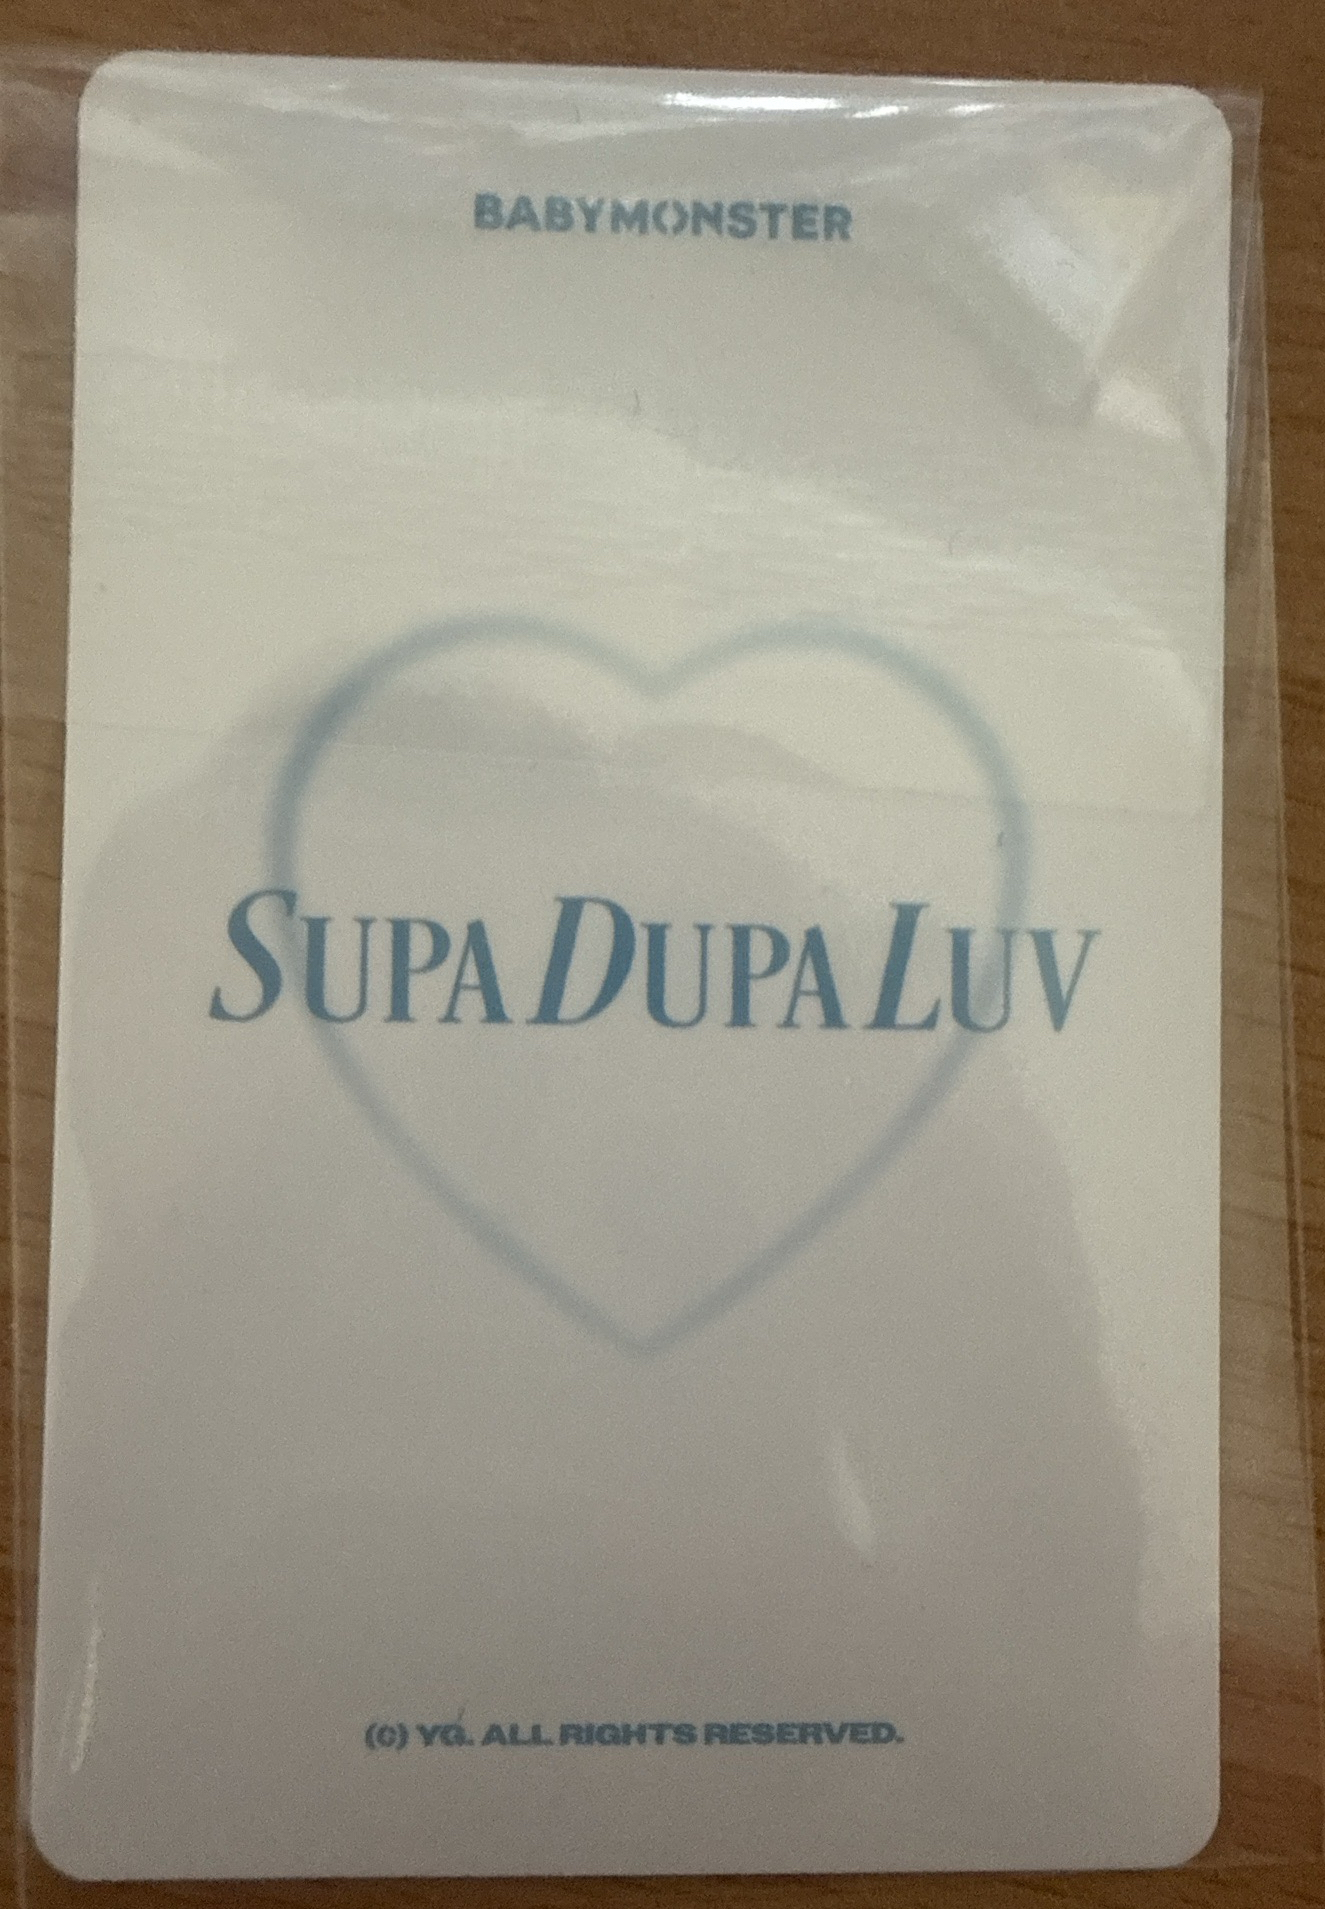 BABYMONSTER
SUPA DUPA LUV
(C) YG. ALL RIGHTS RESERVED.